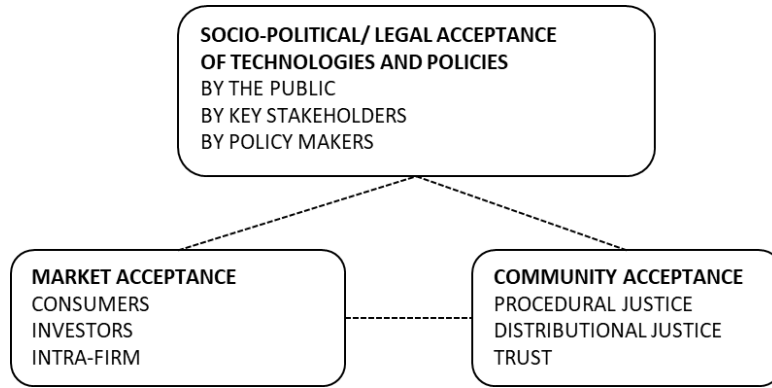 SOCIO-POLITICAL/ LEGAL ACCEPTANCE
OF TECHNOLOGIES AND POLICIES
BY THE PUBLIC
BY KEY STAKEHOLDERS
BY POLICY MAKERS
MARKET ACCEPTANCE
CONSUMERS
INVESTORS
INTRA-FIRM
COMMUNITY ACCEPTANCE
PROCEDURAL JUSTICE
DISTRIBUTIONAL JUSTICE
TRUST